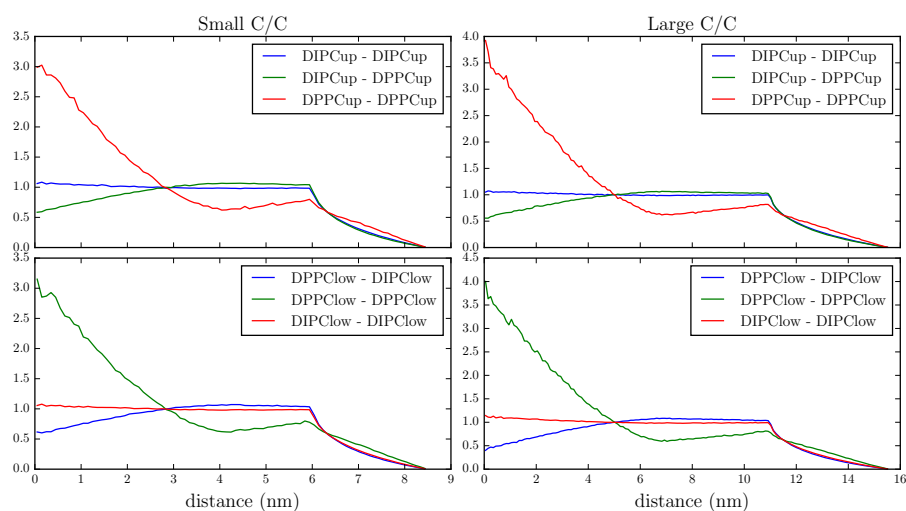 Small C/C
Large C/C
3.5
3.0
2.5
2.0
1.5
1.0
0.5
0.0
DIPCup - DIPCup
DIPCup - DPPCup
DPPCup - DPPCup
4.0
3.5
3.0
2.5
2.0
1.5
1.0
0.5
0.0
DIPCup - DIPCup
DIPCup - DPPCup
DPPCup - DPPCup
3.5
3.0
2.5
2.0
1.5
1.0
0.5
0.0
DPPClow - DIPClow
DPPClow - DPPClow
DIPClow - DIPClow
0 1 2 3 4 5 6 7 8 9
distance (nm)
4.5
4.0
3.5
3.0
2.5
2.0
1.5
1.0
0.5
0.0
DPPClow - DIPClow
DPPClow - DPPClow
DIPClow - DIPClow
0 2 4 6 8 10 12 14 16
distance (nm)